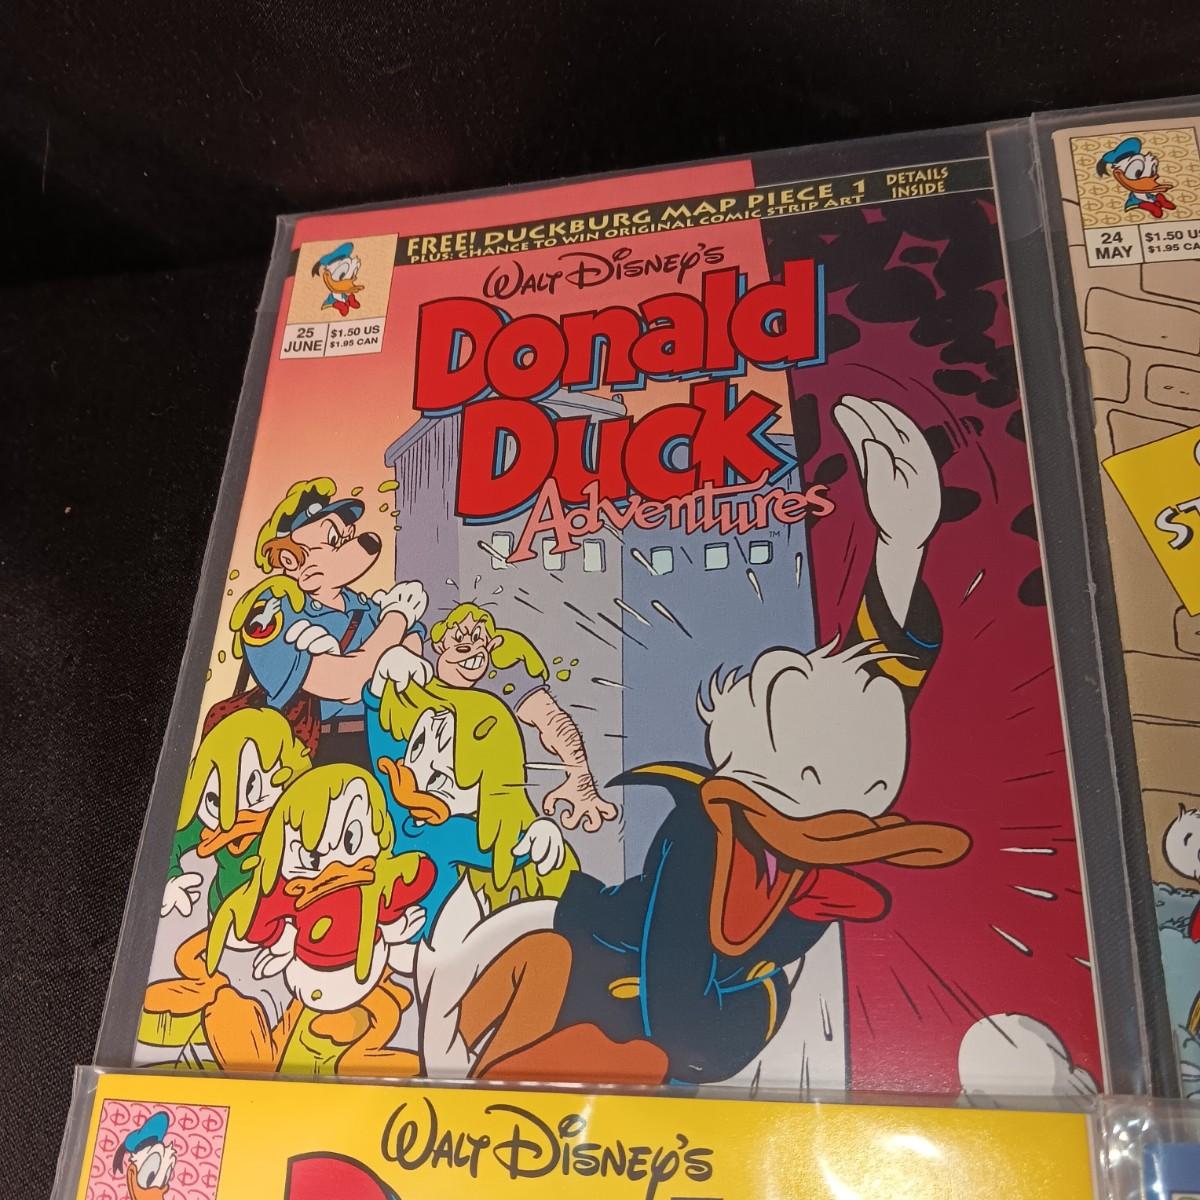 FREE! DUCKBURG MAP PIECE 1 DETAILS INSIDE
PLUS: CHANCE TO WIN ORIGINAL COMIC STRIP ART
WALT DISNEY'S
Donald
Duck
Adventures
TM
25
JUNE
$1.50 US
$1.95 CAN
24
MAY
$1.50 US
$1.95 CA
ST
WALT DISNEY'S